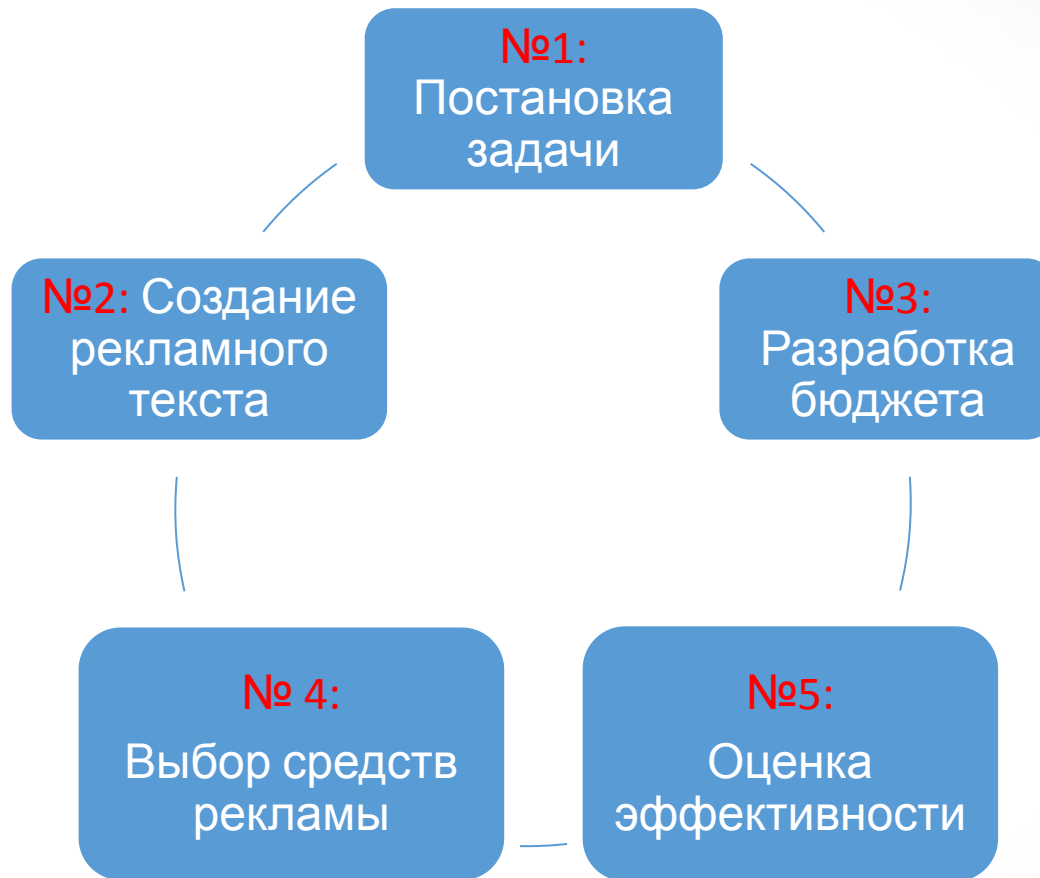 №1:
Постановка
задачи
№2: Создание
рекламного
текста
№3:
Разработка
бюджета
№ 4:
Выбор средств
рекламы
№5:
Оценка
эффективности